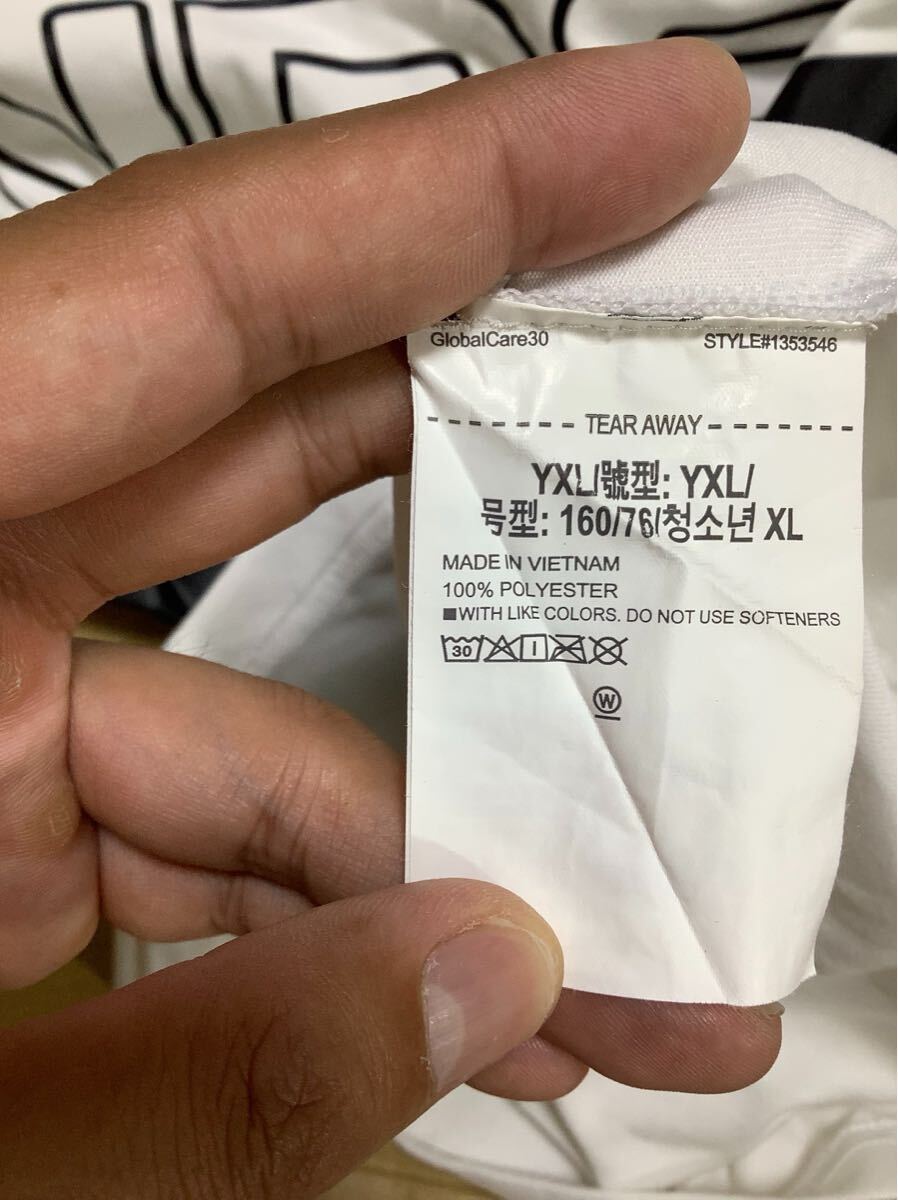 GlobalCare30 STYLE#1353546
TEAR AWAY
YXL/號型: YXL/
号型: 160/76/청소년 XL
MADE IN VIETNAM
100% POLYESTER
■WITH LIKE COLORS. DO NOT USE SOFTENERS
30
W